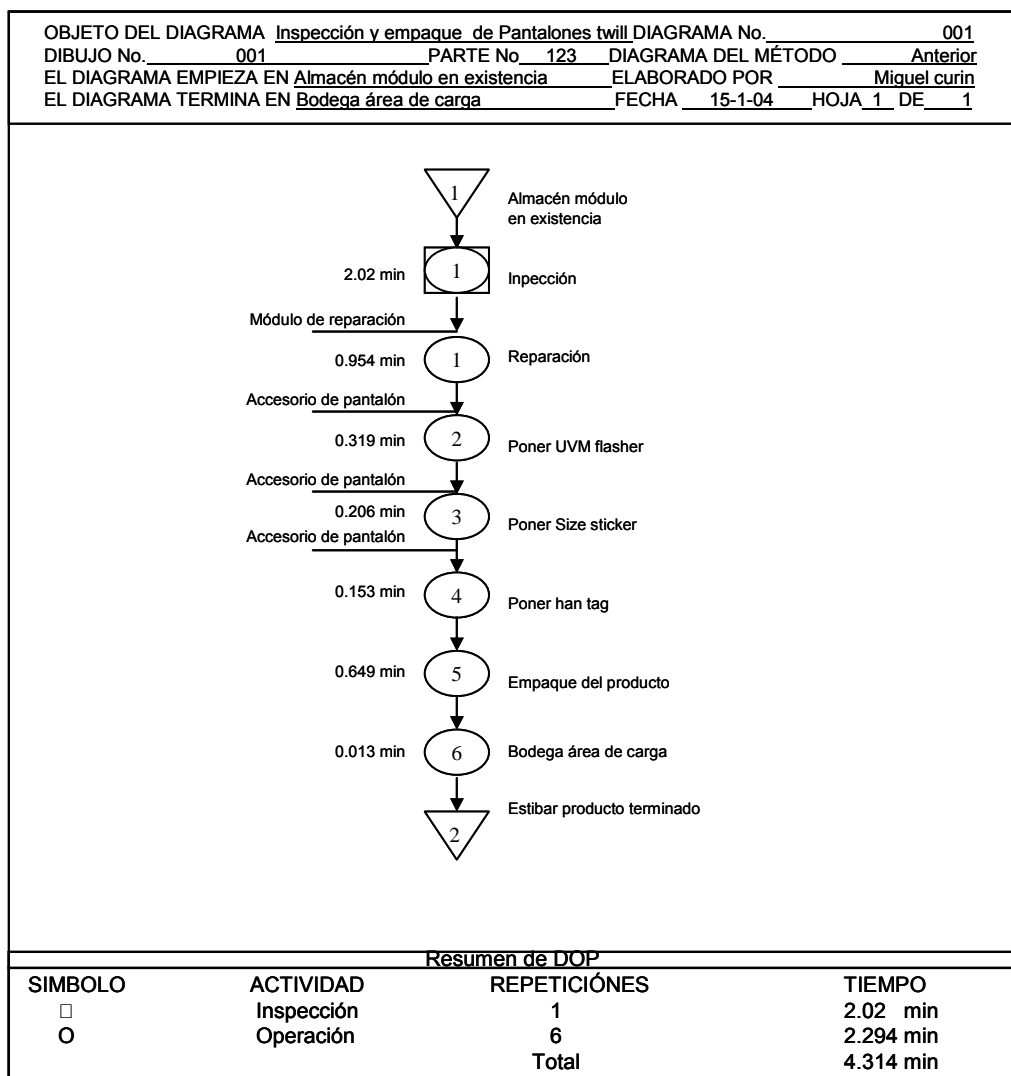 OBJETO DEL DIAGRAMA Inspección y empaque de Pantalones twill DIAGRAMA No. 001
DIBUJO No. 001 PARTE No 123 DIAGRAMA DEL MÉTODO Anterior
EL DIAGRAMA EMPIEZA EN Almacén módulo en existencia ELABORADO POR Miguel curin
EL DIAGRAMA TERMINA EN Bodega área de carga FECHA 15-1-04 HOJA 1 DE 1
1
Almacén módulo
en existencia
2.02 min 1 Inpección
Módulo de reparación
0.954 min 1 Reparación
Accesorio de pantalón
0.319 min 2 Poner UVM flasher
Accesorio de pantalón
0.206 min 3 Poner Size sticker
Accesorio de pantalón
0.153 min 4 Poner han tag
0.649 min 5 Empaque del producto
0.013 min 6 Bodega área de carga
Estibar producto terminado
2
Resumen de DOP
SIMBOLO ACTIVIDAD REPETICIÓNES TIEMPO
□ Inspección 1 2.02 min
O Operación 6 2.294 min
Total 4.314 min